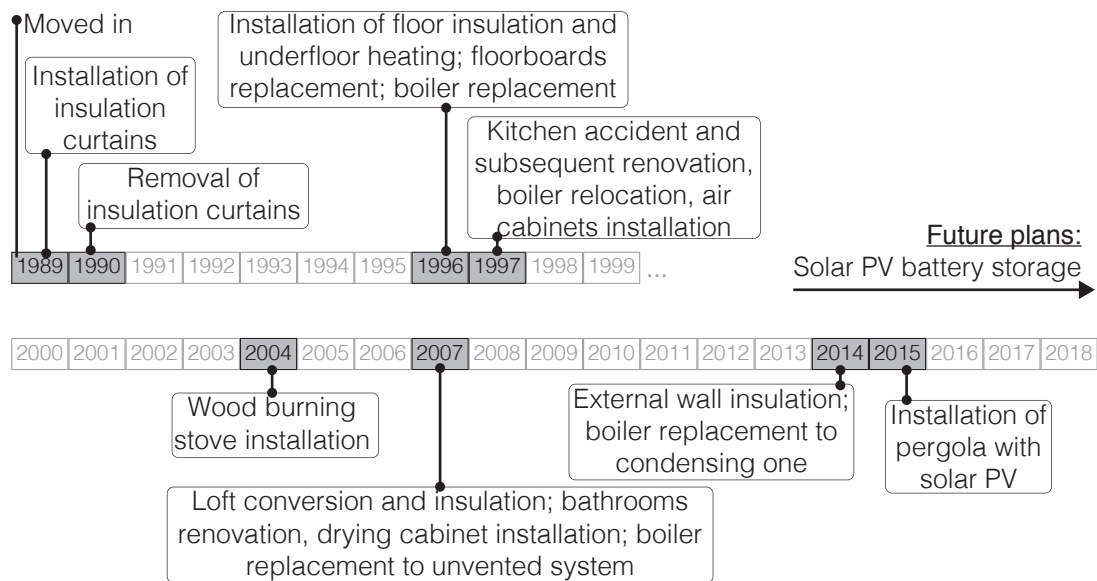 Moved in
Installation of
insulation
curtains
Removal of
insulation curtains
Installation of floor insulation and
underfloor heating; floorboards
replacement; boiler replacement
Kitchen accident and
subsequent renovation,
boiler relocation, air
cabinets installation
Future plans:
Solar PV battery storage
1989 1990 1991 1992 1993 1994 1995 1996 1997 1998 1999 ...
2000 2001 2002 2003 2004 2005 2006 2007 2008 2009 2010 2011 2012 2013 2014 2015 2016 2017 2018
Wood burning
stove installation
Loft conversion and insulation; bathrooms
renovation, drying cabinet installation; boiler
replacement to unvented system
External wall insulation;
boiler replacement to
condensing one
Installation of
pergola with
solar PV